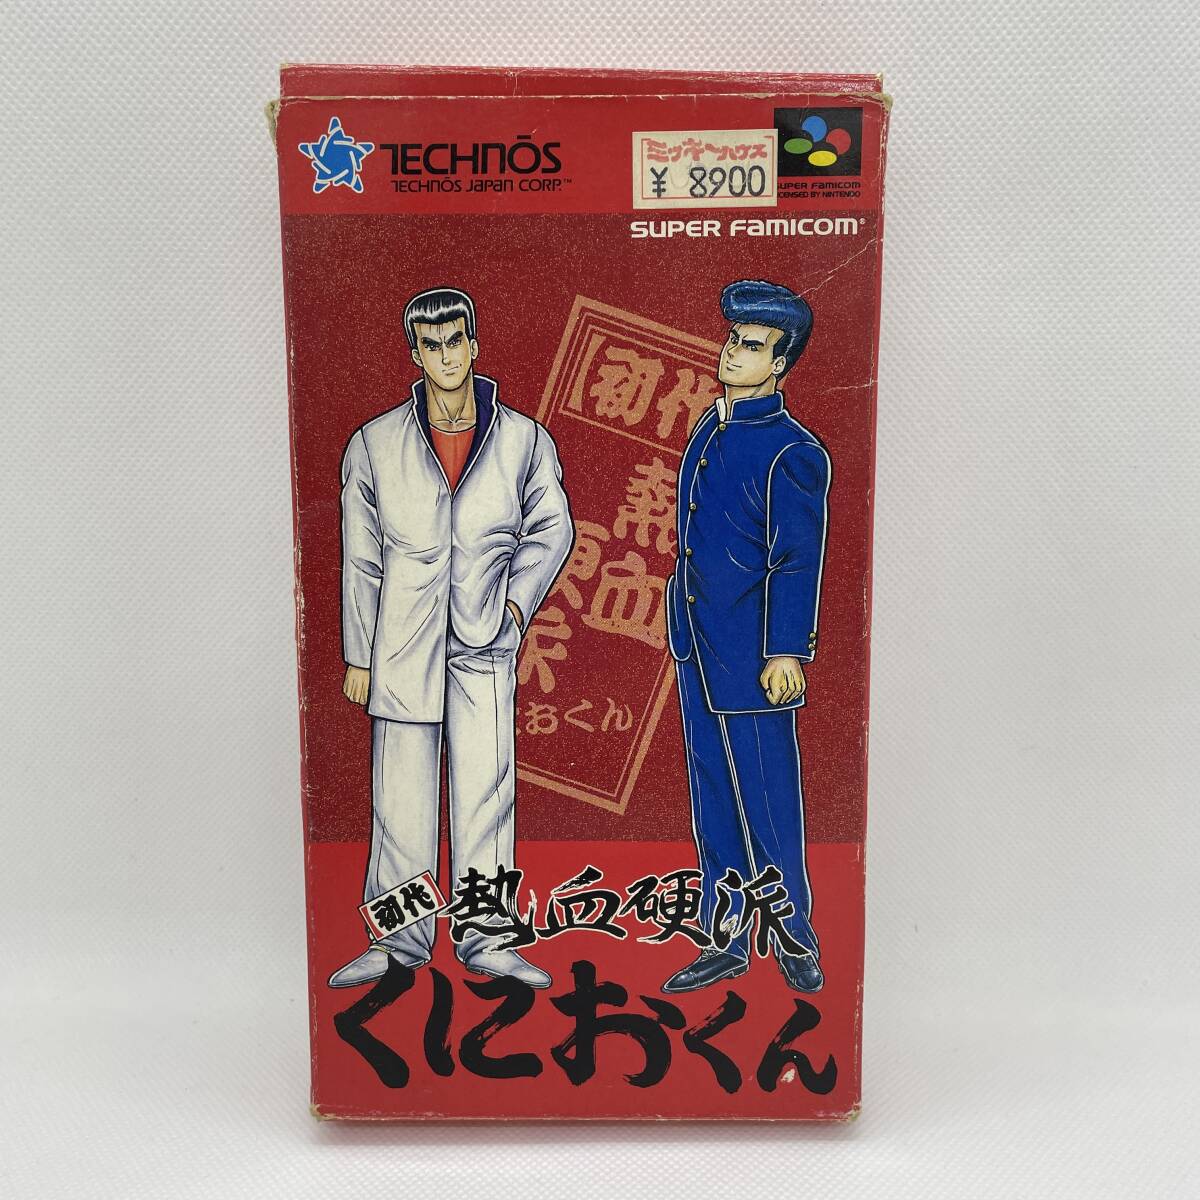 TECHNŌS
TECHNŌS JAPAN CORP.™
ミッキーハウス
¥ 8900
SUPER FAMICOM
LICENSED BY NINTENDO
SUPER FAMICOM®
初代
熱血
硬派
おくん
初代
熱血硬派
くにおくん